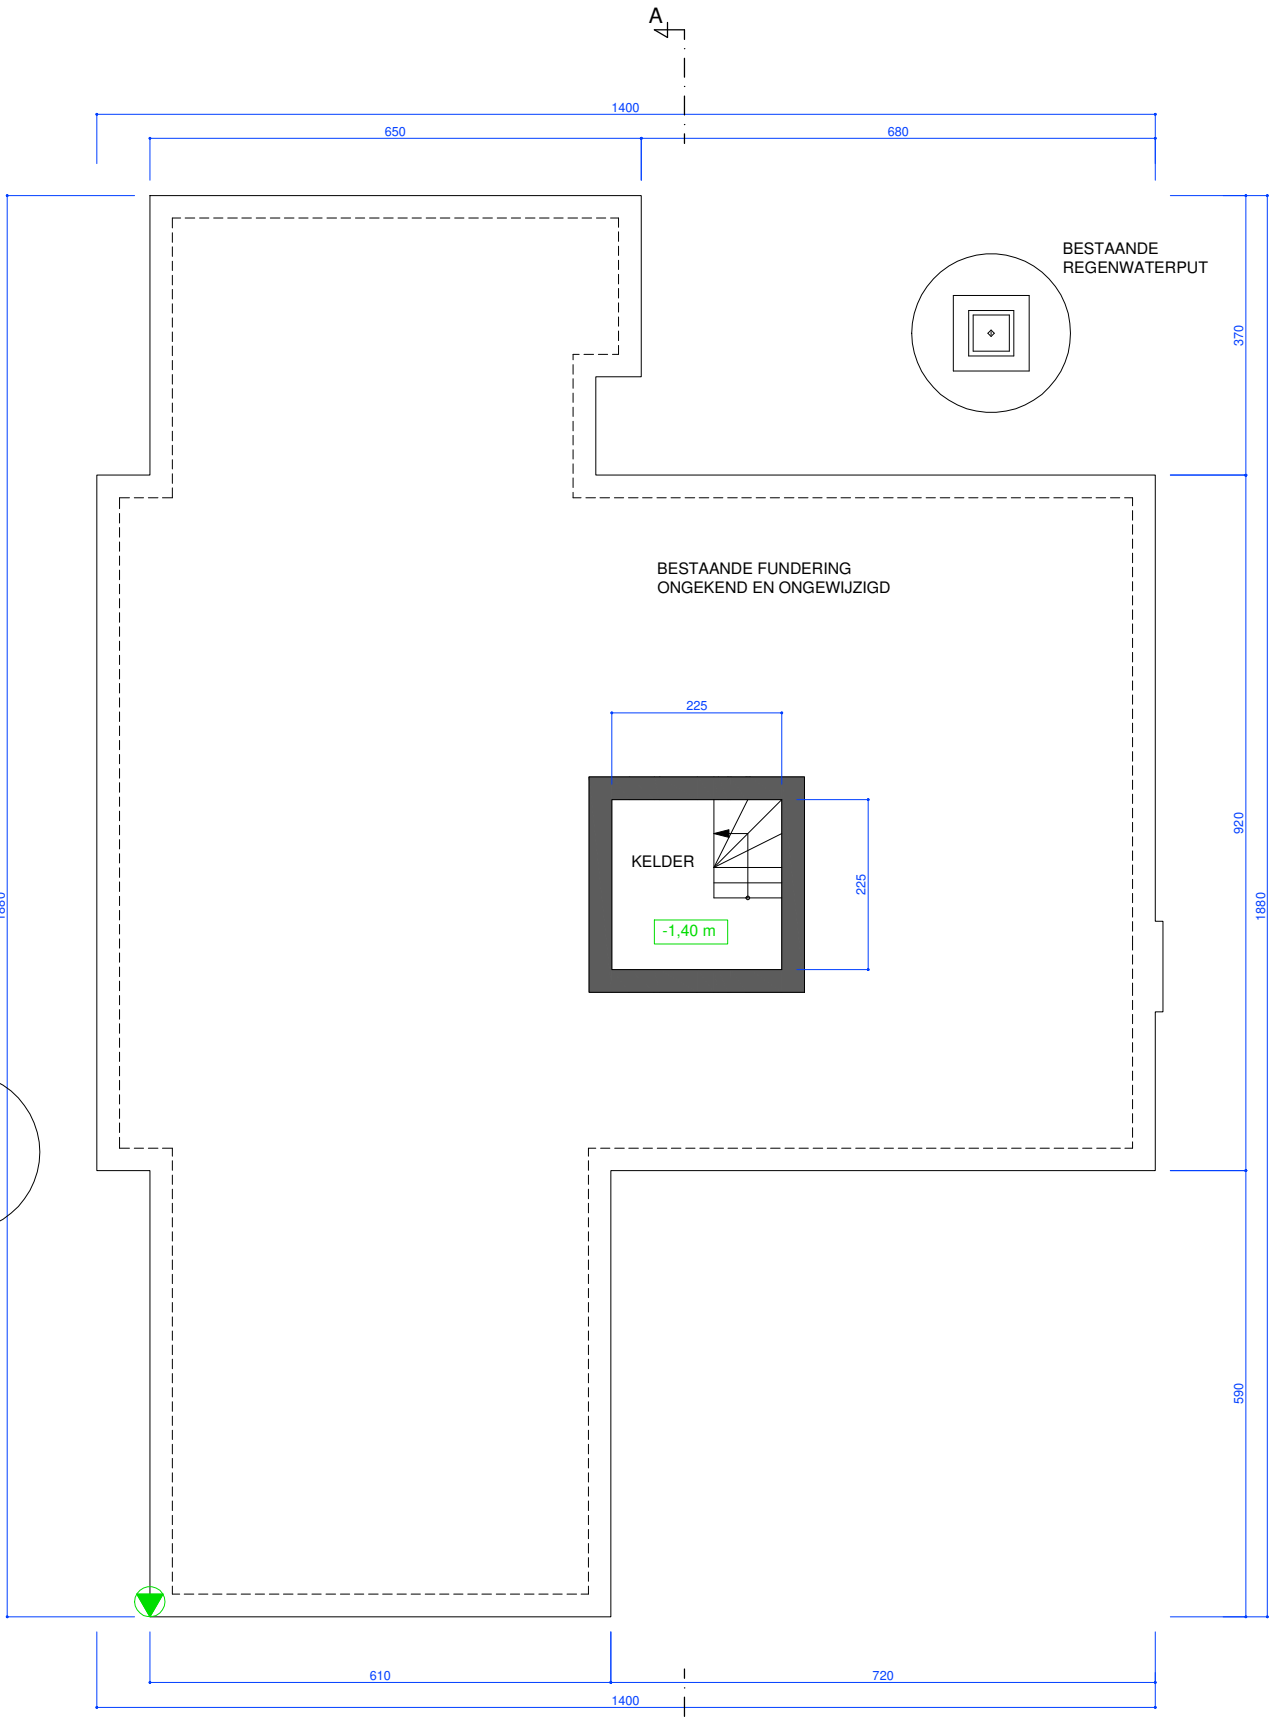 A
1400
650
680
BESTAANDE
REGENWATERPUT
370
BESTAANDE FUNDERING
ONGEKEND EN ONGEWIJZIGD
225
920
KELDER
225
1880
1880
-1,40 m
590
610
720
1400